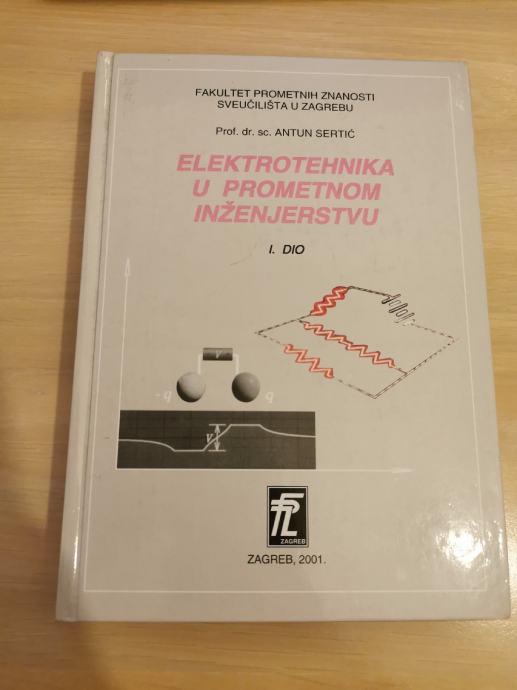 FAKULTET PROMETNIH ZNANOSTI
SVEUČILIŠTA U ZAGREBU
Prof. dr. sc. ANTUN SERTIĆ
ELEKTROTEHNIKA
U PROMETNOM
INŽENJERSTVU
I. DIO
V
-q
q
V
FPZ
ZAGREB
ZAGREB, 2001.